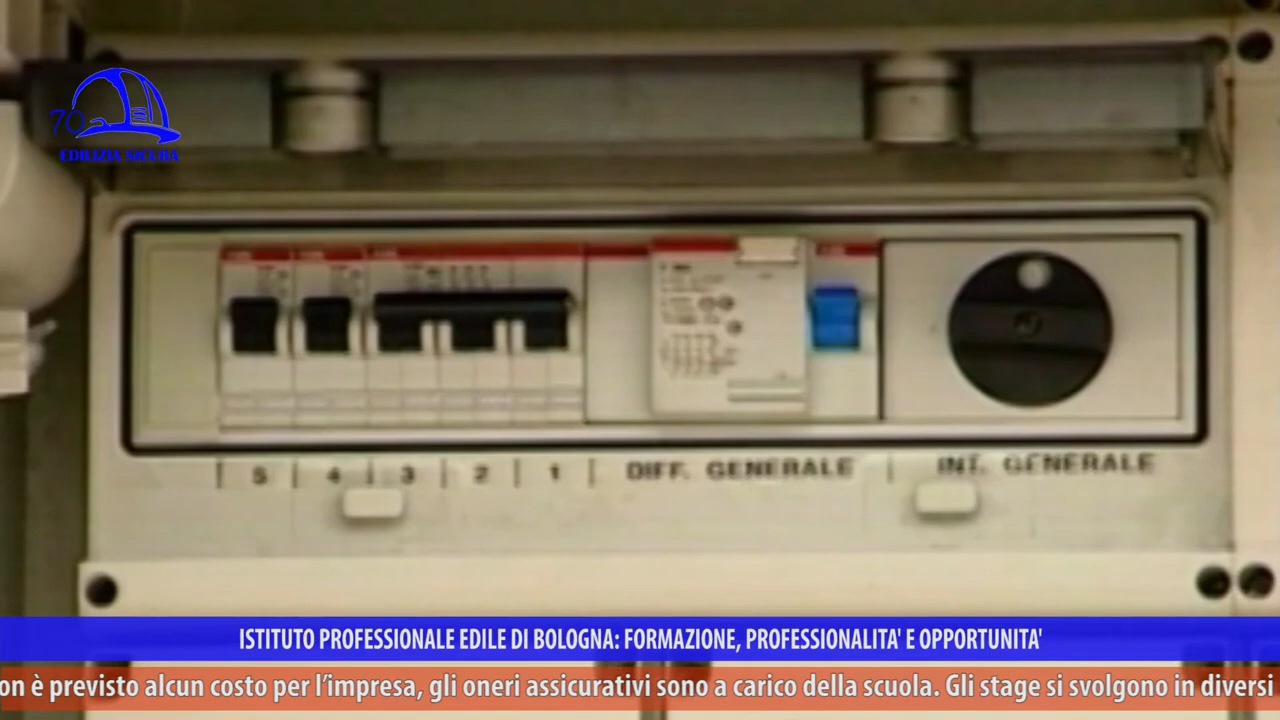 70
EDILIZIA SICURA
5 4 3 2 1 DIFF. GENERALE INT. GENERALE
ISTITUTO PROFESSIONALE EDILE DI BOLOGNA: FORMAZIONE, PROFESSIONALITA' E OPPORTUNITA'
on è previsto alcun costo per l’impresa, gli oneri assicurativi sono a carico della scuola. Gli stage si svolgono in diversi